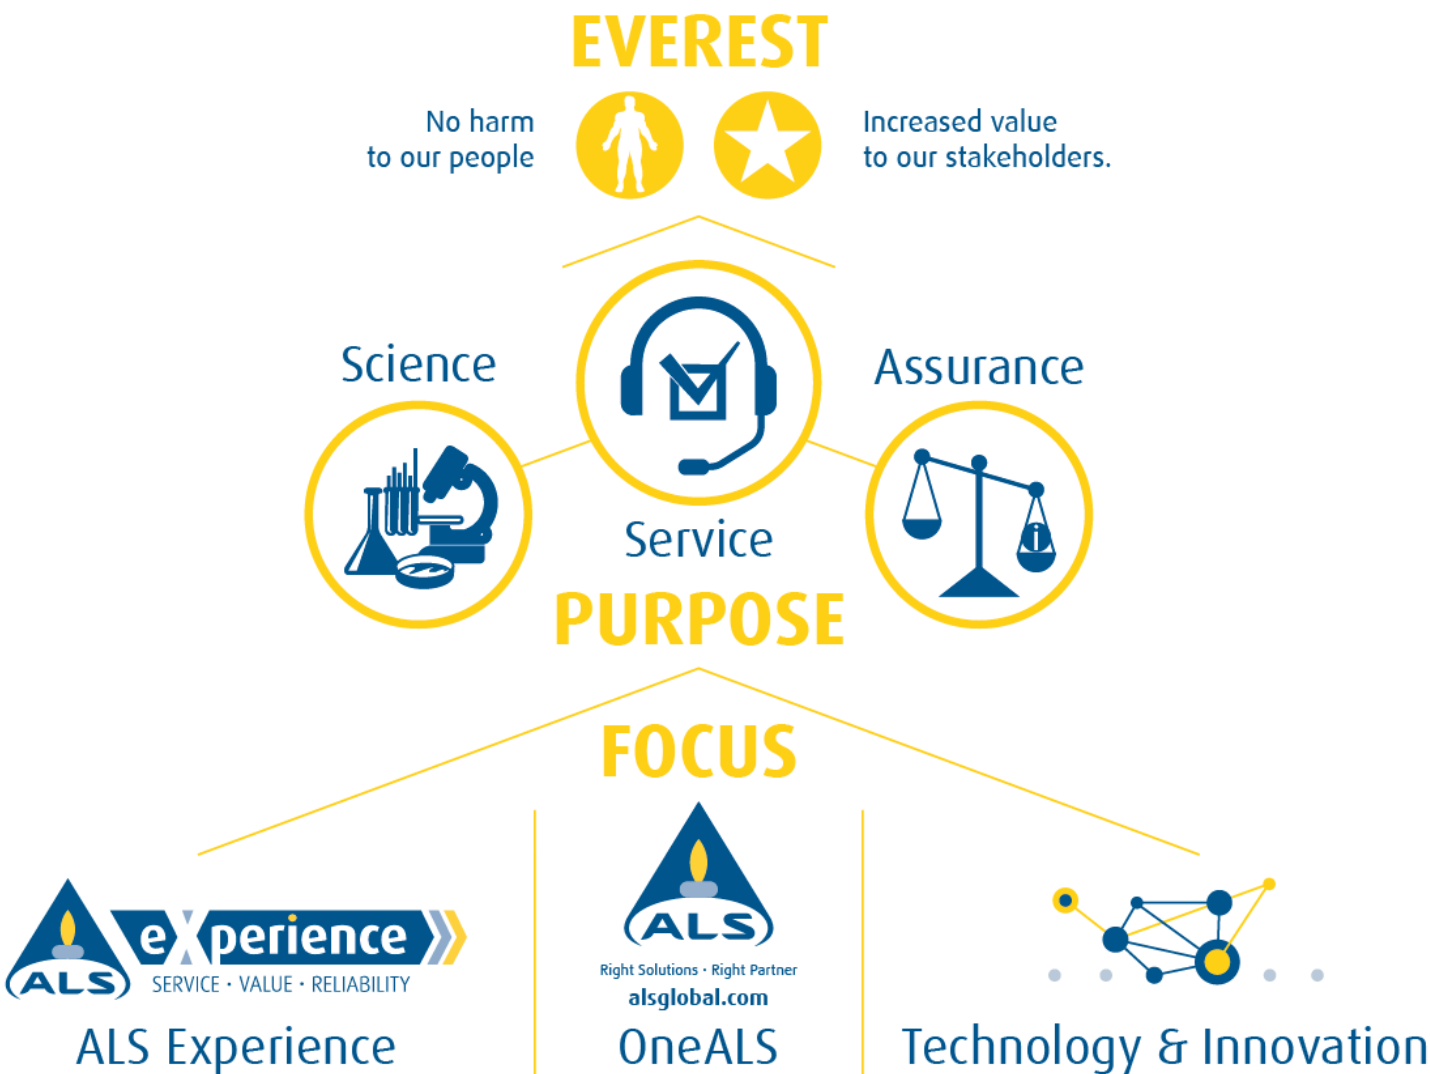 EVEREST
No harm
to our people
Increased value
to our stakeholders.
Science
Assurance
i
Service
PURPOSE
FOCUS
ALS
eXperience
SERVICE · VALUE · RELIABILITY
ALS Experience
ALS
Right Solutions · Right Partner
alsglobal.com
OneALS
Technology & Innovation